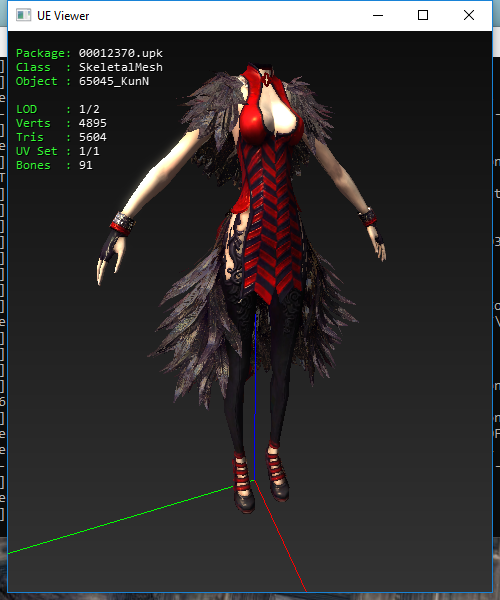 UE Viewer
Package: 00012370.upk
Class : SkeletalMesh
Object : 65045_KunN
LOD : 1/2
Verts : 4895
Tris : 5604
UV Set : 1/1
Bones : 91